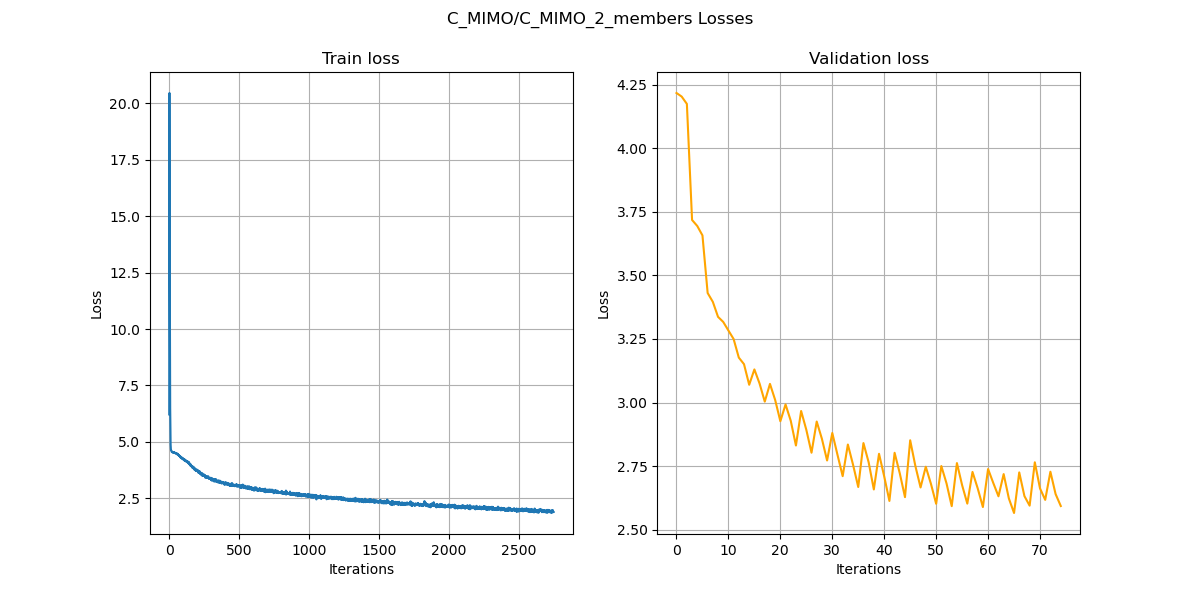 C_MIMO/C_MIMO_2_members Losses
Train loss
Loss
20.0
17.5
15.0
12.5
10.0
7.5
5.0
2.5
0 500 1000 1500 2000 2500
Iterations
Validation loss
Loss
4.25
4.00
3.75
3.50
3.25
3.00
2.75
2.50
0 10 20 30 40 50 60 70
Iterations